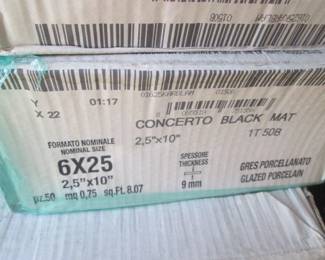 Y 01:17
X 22
CONCERTO BLACK MAT
2,5"x10" 1T 50B
FORMATO NOMINALE
NOMINAL SIZE
6X25
2,5"x10"
pz.50 mq 0,75 sq.Ft. 8.07
SPESSORE
THICKNESS
9 mm
GRES PORCELLANATO
GLAZED PORCELAIN